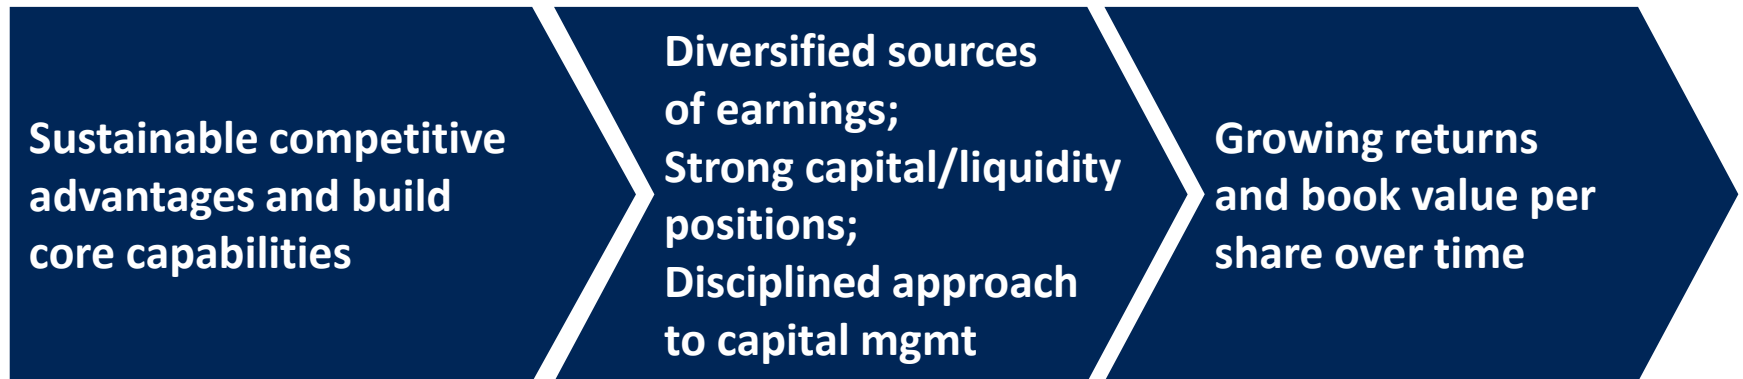 Sustainable competitive
advantages and build
core capabilities
Diversified sources
of earnings;
Strong capital/liquidity
positions;
Disciplined approach
to capital mgmt
Growing returns
and book value per
share over time